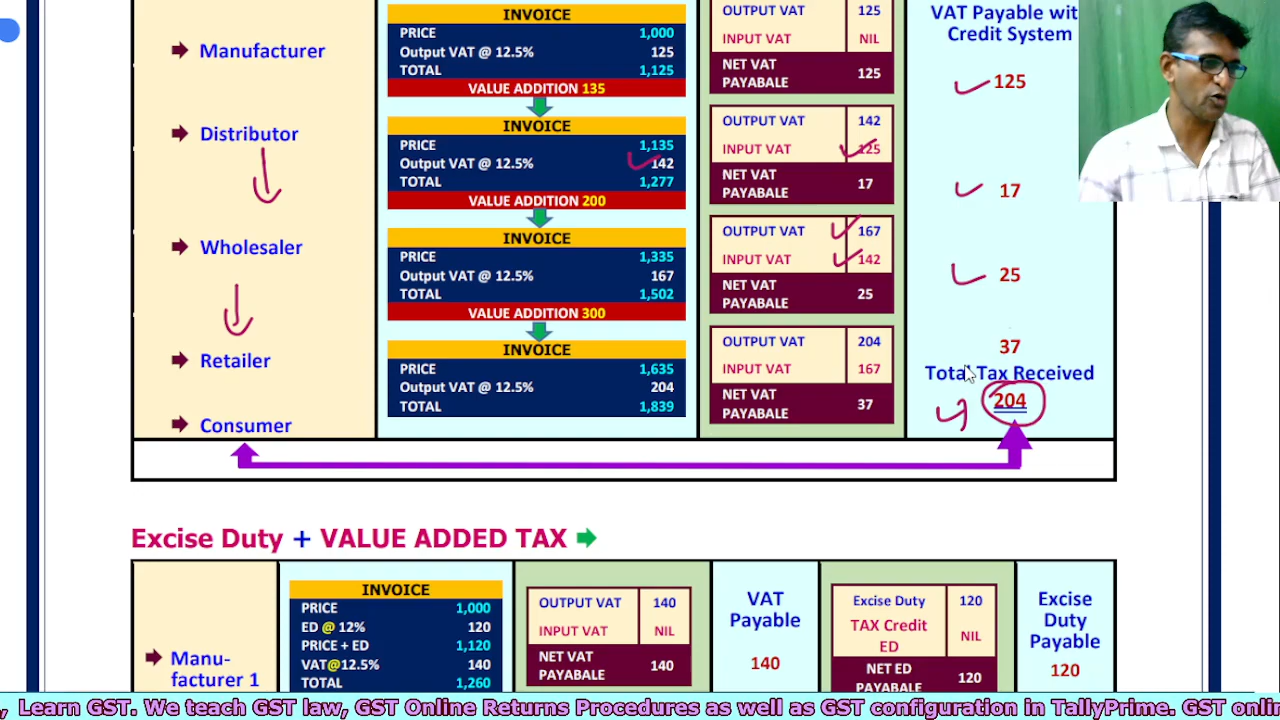 Manufacturer
INVOICE
PRICE 1,000
Output VAT @ 12.5% 125
TOTAL 1,125
VALUE ADDITION 135
OUTPUT VAT 125
INPUT VAT NIL
NET VAT PAYABALE 125
VAT Payable wit
Credit System
125
Distributor
INVOICE
PRICE 1,135
Output VAT @ 12.5% 142
TOTAL 1,277
VALUE ADDITION 200
OUTPUT VAT 142
INPUT VAT 125
NET VAT PAYABLE 17
17
Wholesaler
INVOICE
PRICE 1,335
Output VAT @ 12.5% 167
TOTAL 1,502
VALUE ADDITION 300
OUTPUT VAT 167
INPUT VAT 142
NET VAT PAYABLE 25
25
Retailer
INVOICE
PRICE 1,635
Output VAT @ 12.5% 204
TOTAL 1,839
OUTPUT VAT 204
INPUT VAT 167
NET VAT PAYABALE 37
37
Total Tax Received
204
Consumer
Excise Duty + VALUE ADDED TAX
Manu-
facturer 1
INVOICE
PRICE 1,000
ED @ 12% 120
PRICE + ED 1,120
VAT@12.5% 140
TOTAL 1,260
OUTPUT VAT 140
INPUT VAT NIL
NET VAT PAYABALE 140
VAT
Payable
140
Excise Duty 120
TAX Credit ED NIL
NET ED PAYABALE 120
Excise
Duty
Payable
120
, Learn GST. We teach GST law, GST Online Returns Procedures as well as GST configuration in TallyPrime. GST onlin